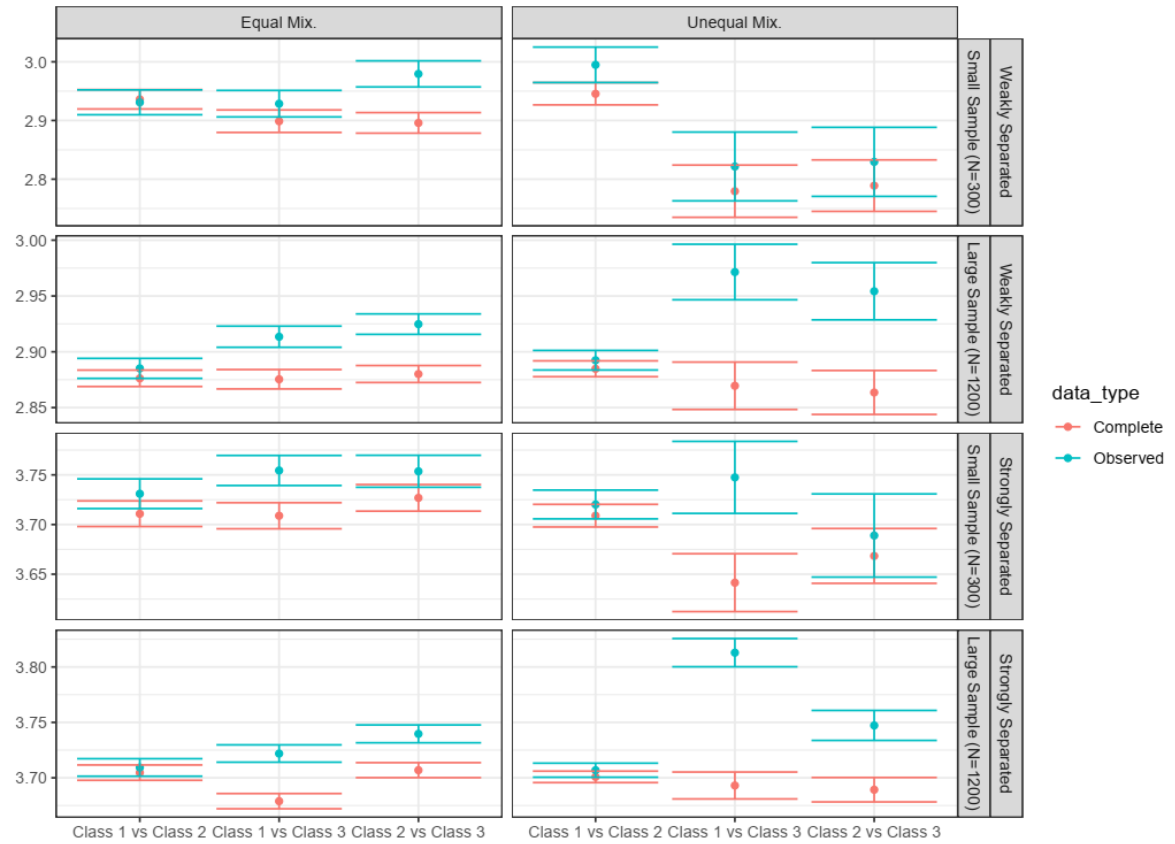 Equal Mix.
Unequal Mix.
3.0
2.9
2.8
Small Sample (N=300)
Weakly Separated
3.00
2.95
2.90
2.85
Large Sample (N=1200)
Weakly Separated
3.75
3.70
3.65
Small Sample (N=300)
Strongly Separated
3.80
3.75
3.70
Large Sample (N=1200)
Strongly Separated
Class 1 vs Class 2
Class 1 vs Class 3
Class 2 vs Class 3
Class 1 vs Class 2
Class 1 vs Class 3
Class 2 vs Class 3
data_type
Complete
Observed